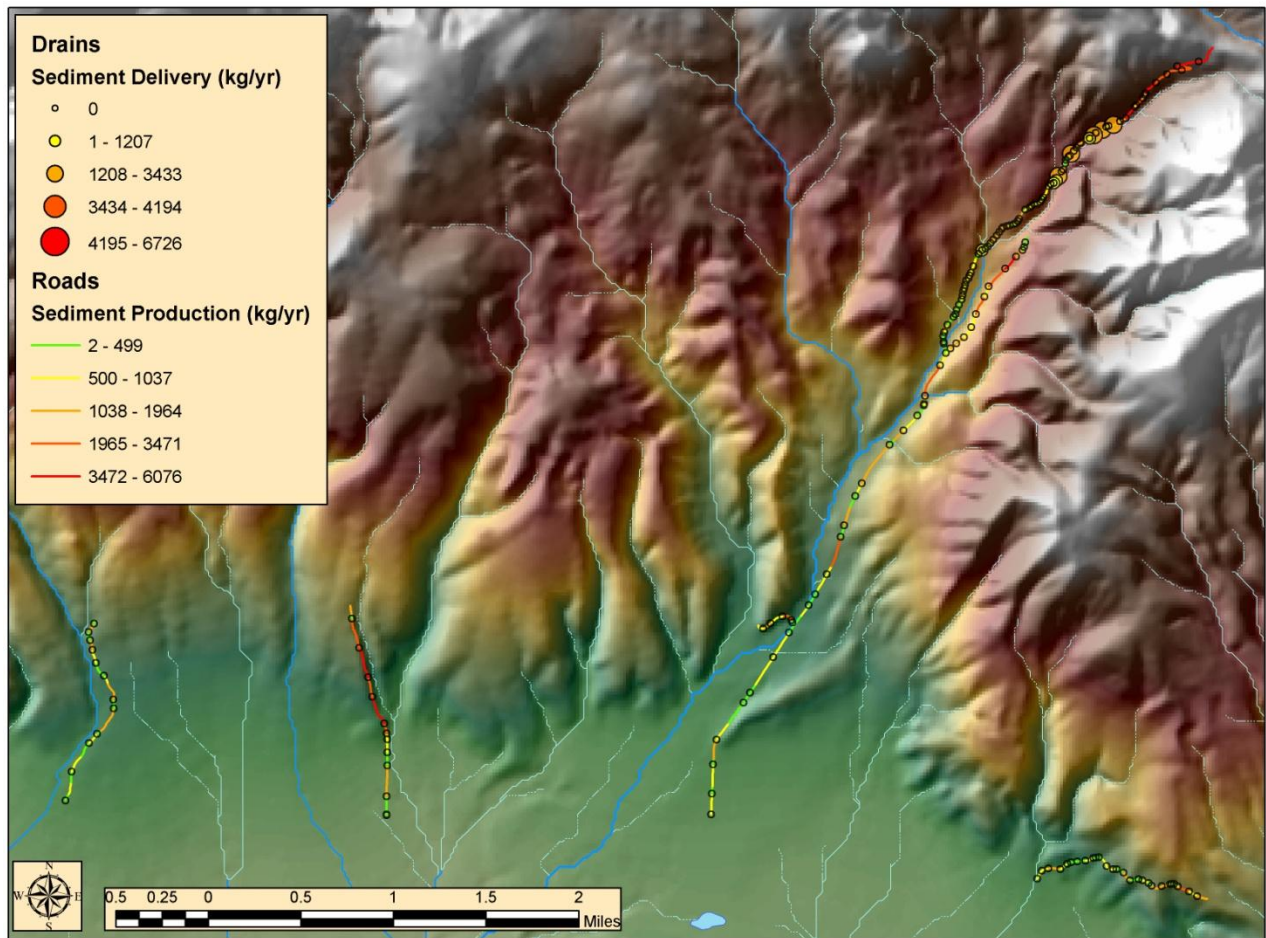 Drains
Sediment Delivery (kg/yr)
0
1 - 1207
1208 - 3433
3434 - 4194
4195 - 6726
Roads
Sediment Production (kg/yr)
2 - 499
500 - 1037
1038 - 1964
1965 - 3471
3472 - 6076
N
W E
S
0.5 0.25 0 0.5 1 1.5 2
Miles